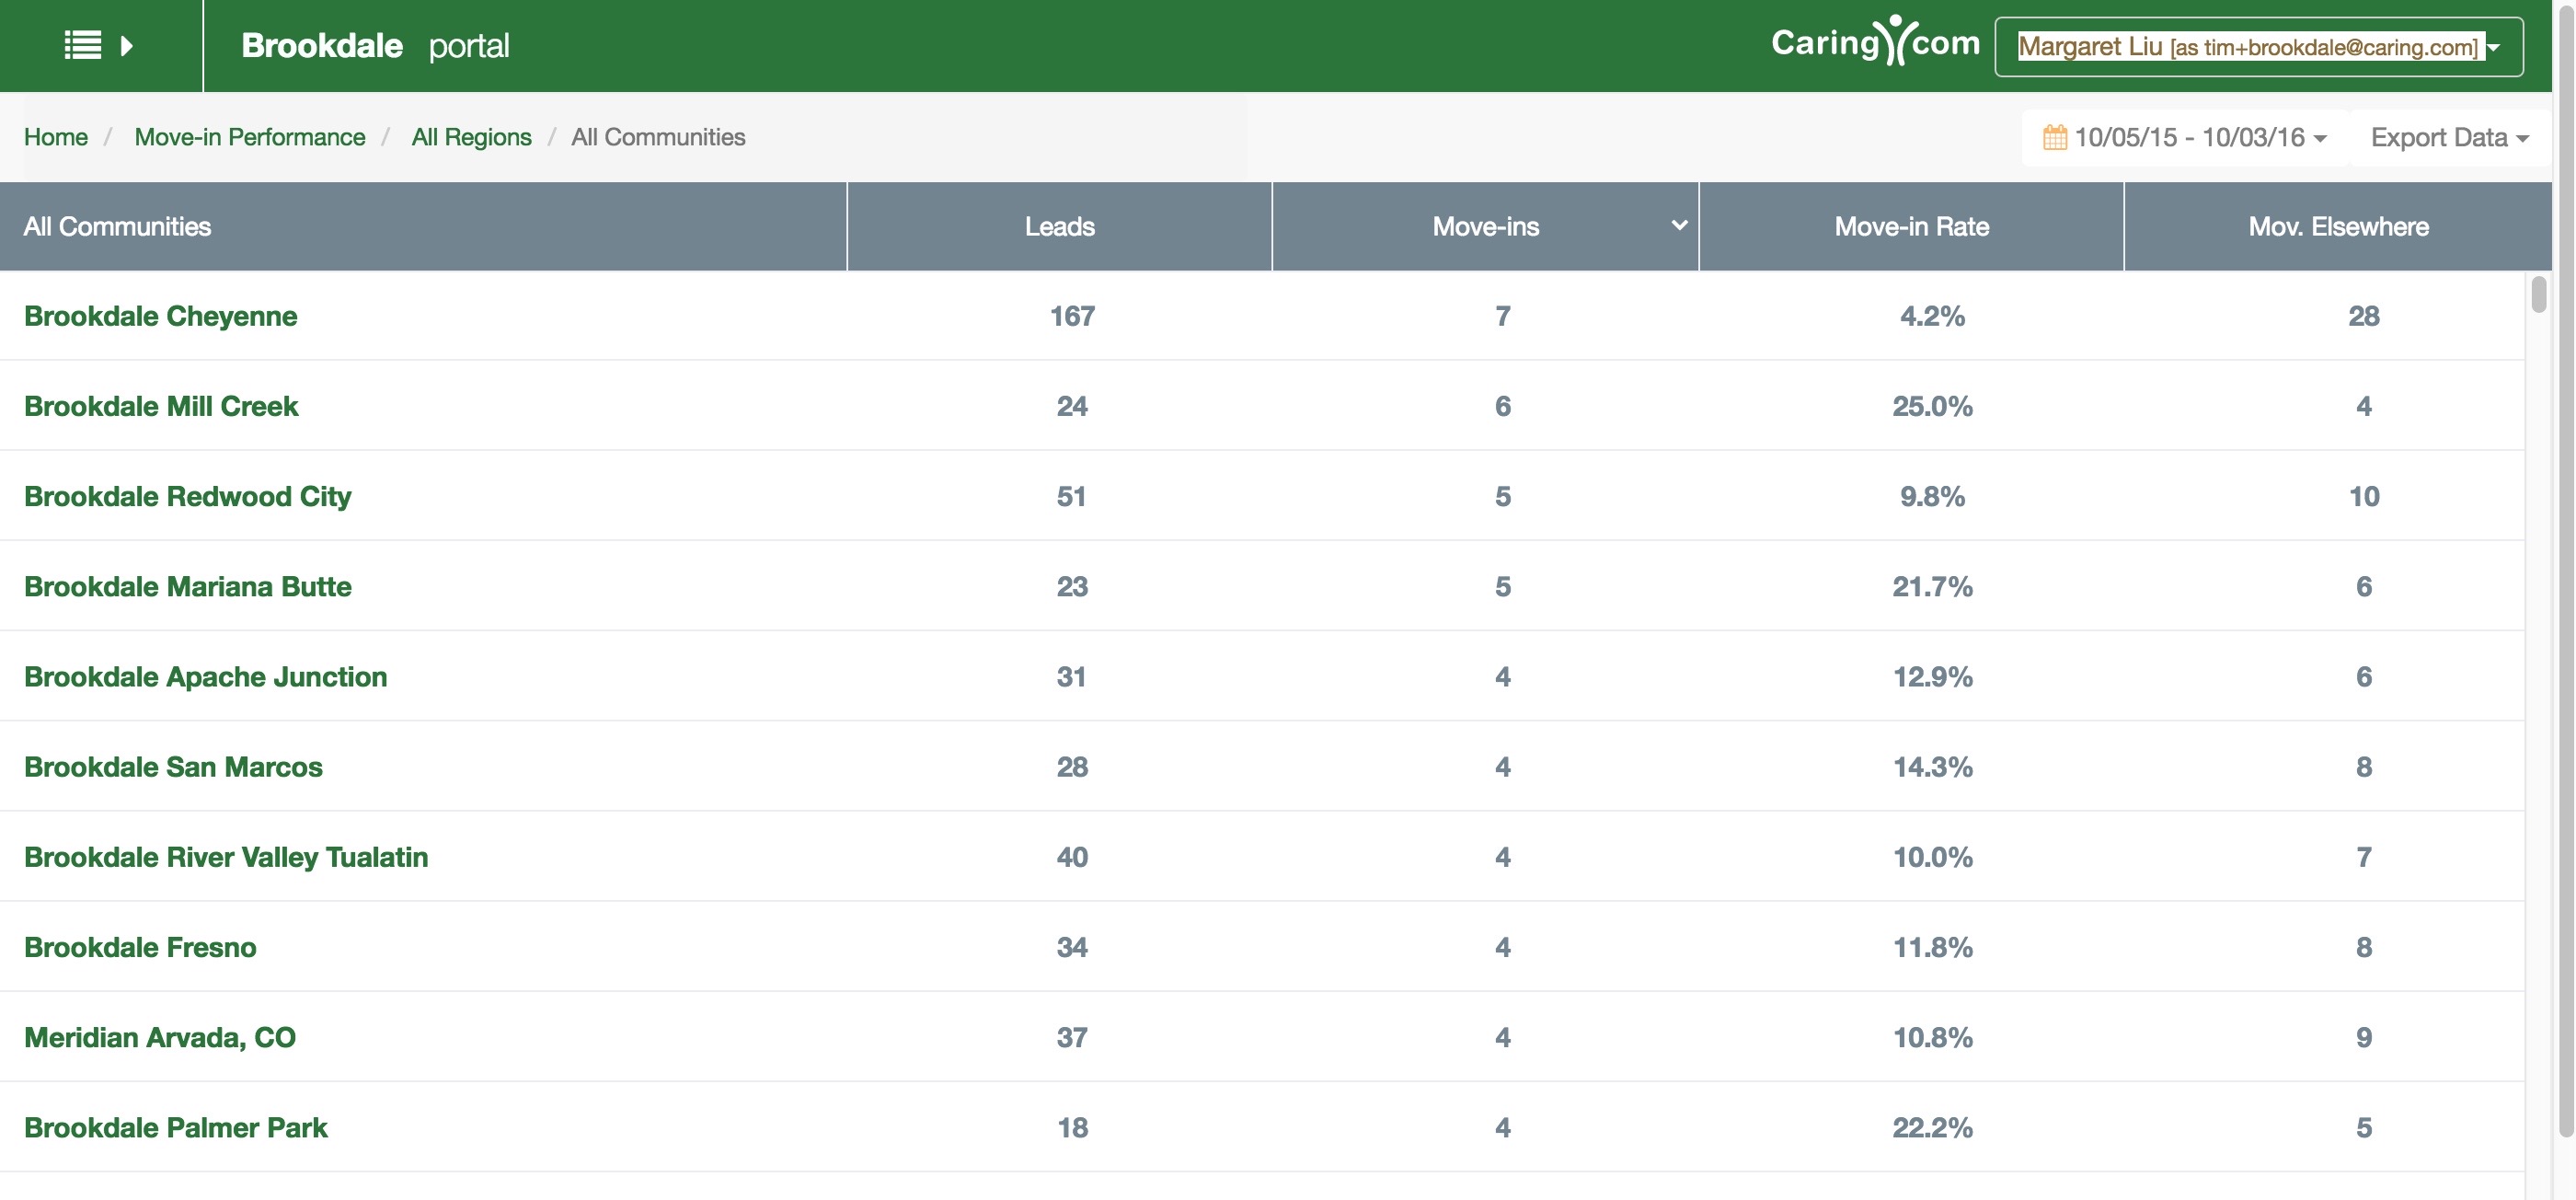 Brookdale portal Caring.com Margaret Liu [as tim+brookdale@caring.com]
Home / Move-in Performance / All Regions / All Communities 10/05/15 - 10/03/16 Export Data
All Communities Leads Move-ins Move-in Rate Mov. Elsewhere
Brookdale Cheyenne 167 7 4.2% 28
Brookdale Mill Creek 24 6 25.0% 4
Brookdale Redwood City 51 5 9.8% 10
Brookdale Mariana Butte 23 5 21.7% 6
Brookdale Apache Junction 31 4 12.9% 6
Brookdale San Marcos 28 4 14.3% 8
Brookdale River Valley Tualatin 40 4 10.0% 7
Brookdale Fresno 34 4 11.8% 8
Meridian Arvada, CO 37 4 10.8% 9
Brookdale Palmer Park 18 4 22.2% 5